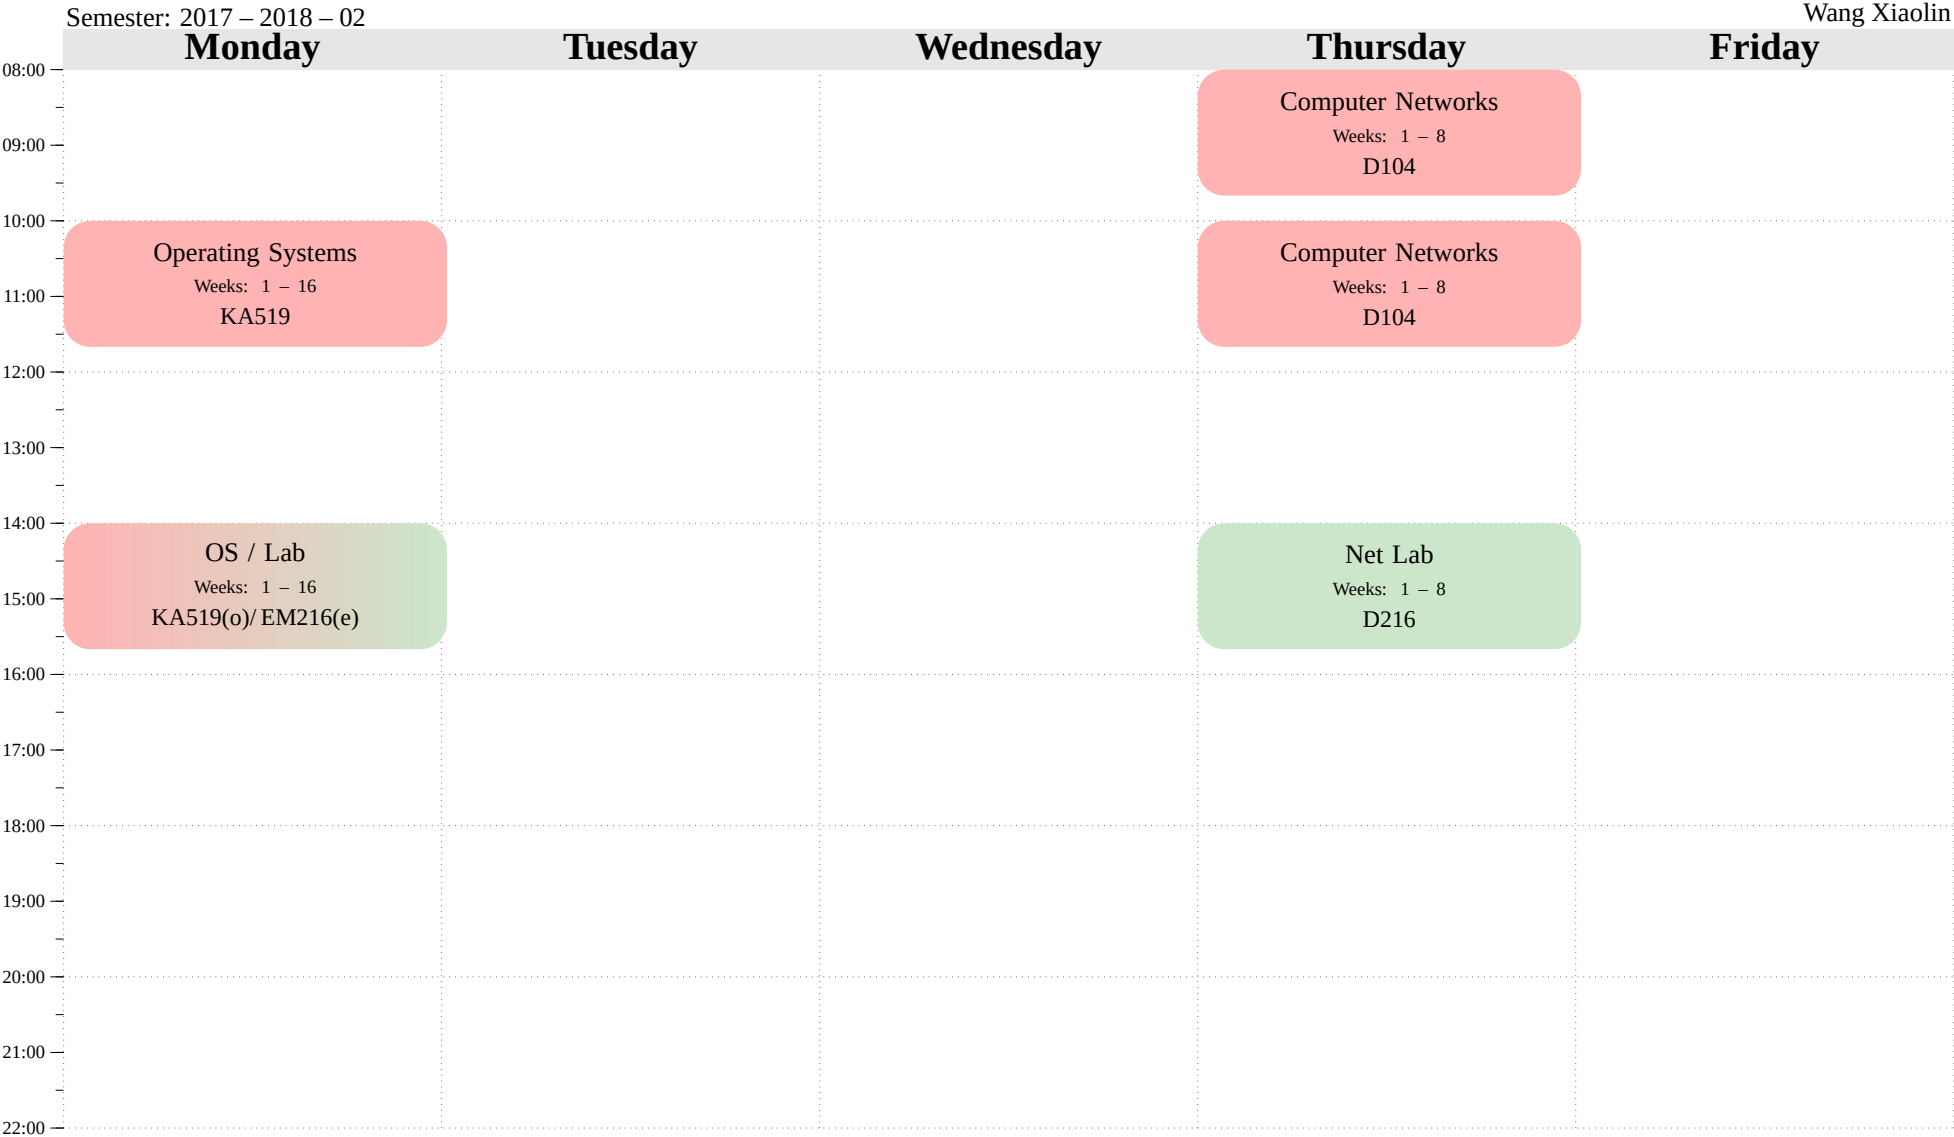 Semester: 2017 – 2018 – 02
Wang Xiaolin
Monday Tuesday Wednesday Thursday Friday
08:00
Computer Networks
Weeks: 1 – 8
D104
09:00
10:00
Operating Systems
Weeks: 1 – 16
KA519
Computer Networks
Weeks: 1 – 8
D104
11:00
12:00
13:00
14:00
OS / Lab
Weeks: 1 – 16
KA519(o)/ EM216(e)
Net Lab
Weeks: 1 – 8
D216
15:00
16:00
17:00
18:00
19:00
20:00
21:00
22:00